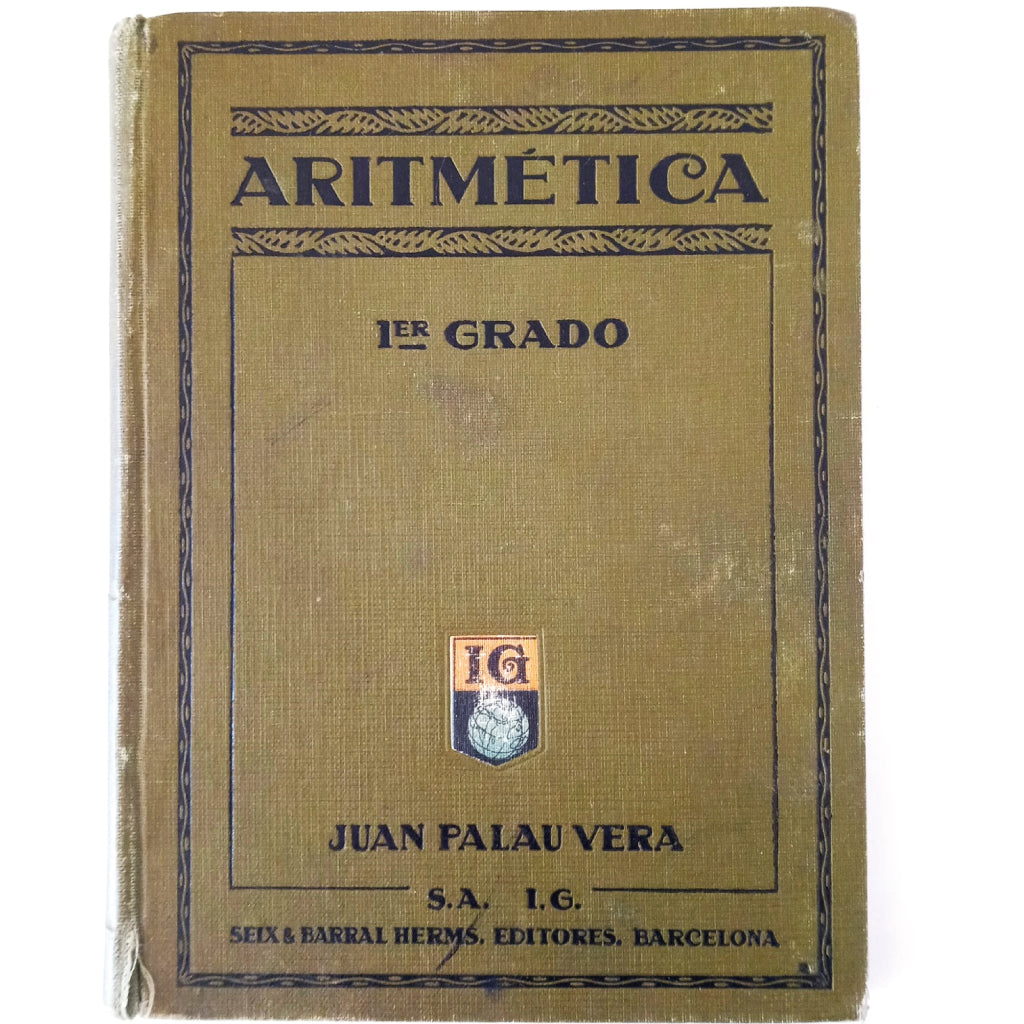 ARITMÉTICA
1ER GRADO
IG
JUAN PALAU VERA
S.A. I.G.
SEIX & BARRAL HERMS. EDITORES. BARCELONA